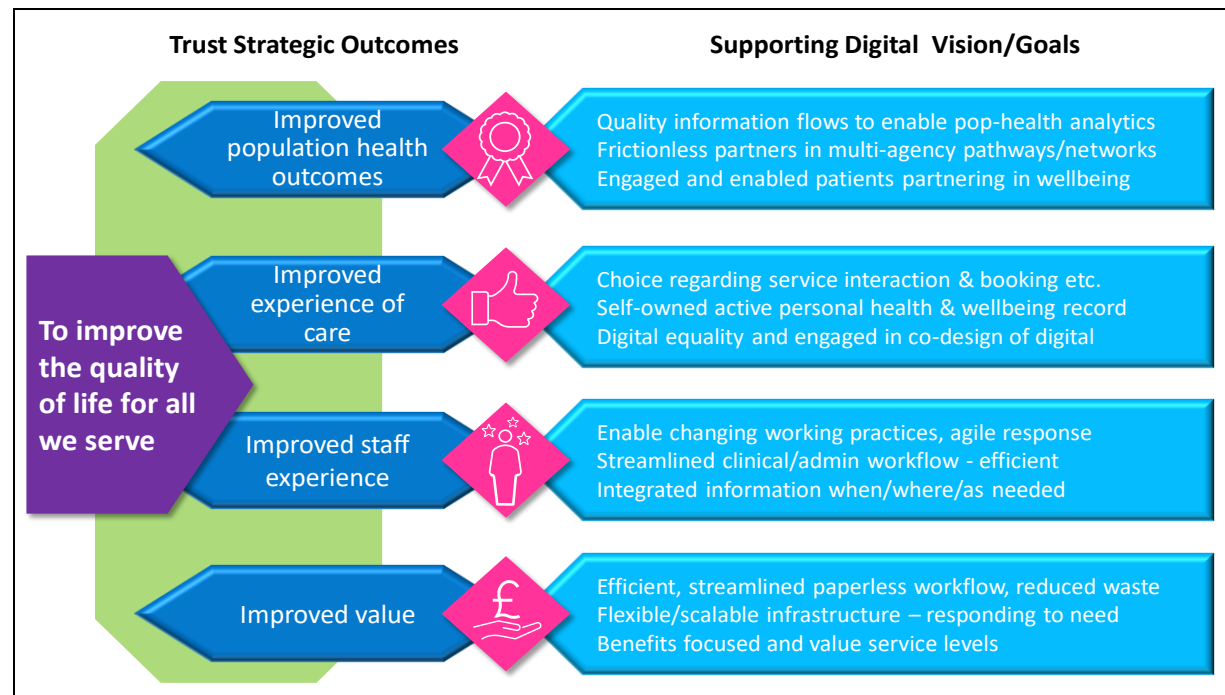 Trust Strategic Outcomes
Supporting Digital Vision/Goals
To improve
the quality
of life for all
we serve
Improved
population health
outcomes
Quality information flows to enable pop-health analytics
Frictionless partners in multi-agency pathways/networks
Engaged and enabled patients partnering in wellbeing
Improved
experience of
care
Choice regarding service interaction & booking etc.
Self-owned active personal health & wellbeing record
Digital equality and engaged in co-design of digital
Improved staff
experience
Enable changing working practices, agile response
Streamlined clinical/admin workflow - efficient
Integrated information when/where/as needed
Improved value
£
Efficient, streamlined paperless workflow, reduced waste
Flexible/scalable infrastructure – responding to need
Benefits focused and value service levels